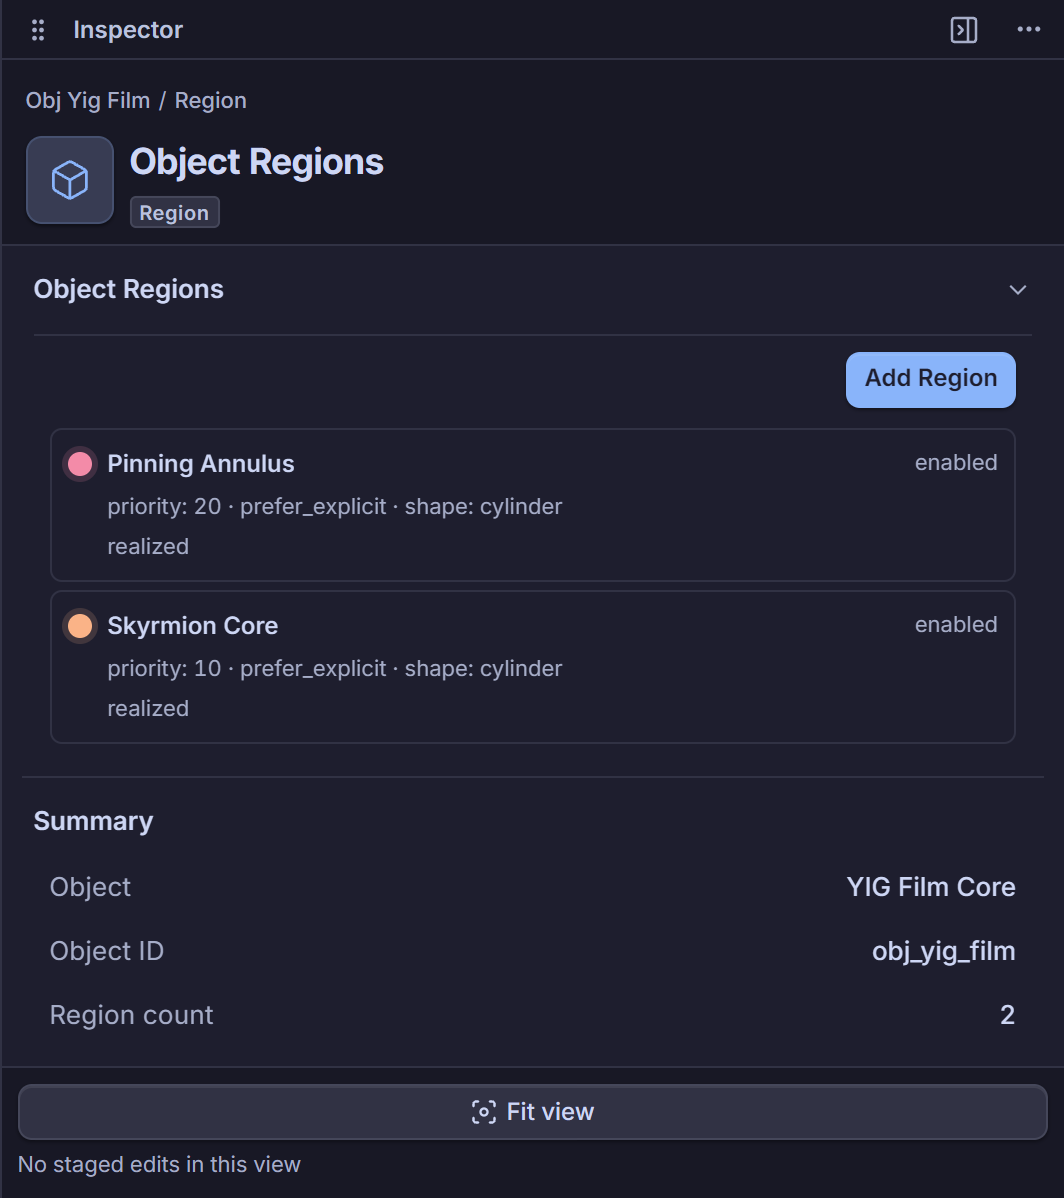 Inspector
Obj Yig Film / Region
Object Regions
Region
Object Regions
Add Region
Pinning Annulus enabled
priority: 20 · prefer_explicit · shape: cylinder
realized
Skyrmion Core enabled
priority: 10 · prefer_explicit · shape: cylinder
realized
Summary
Object YIG Film Core
Object ID obj_yig_film
Region count 2
Fit view
No staged edits in this view